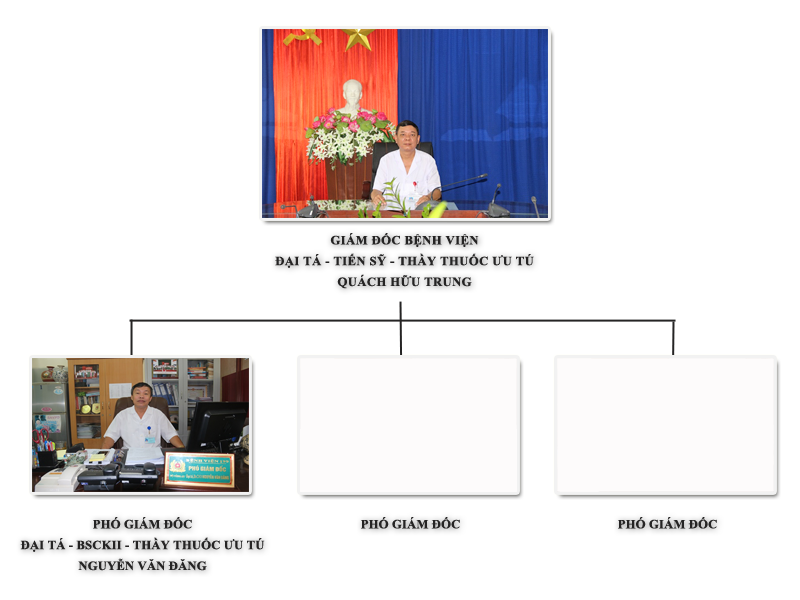 GIÁM ĐỐC BỆNH VIỆN
ĐẠI TÁ - TIẾN SỸ - THẦY THUỐC ƯU TÚ
QUÁCH HỮU TRUNG
PHÓ GIÁM ĐỐC
PHÓ GIÁM ĐỐC
ĐẠI TÁ - BSCKII - THẦY THUỐC ƯU TÚ
NGUYỄN VĂN ĐĂNG
PHÓ GIÁM ĐỐC
PHÓ GIÁM ĐỐC